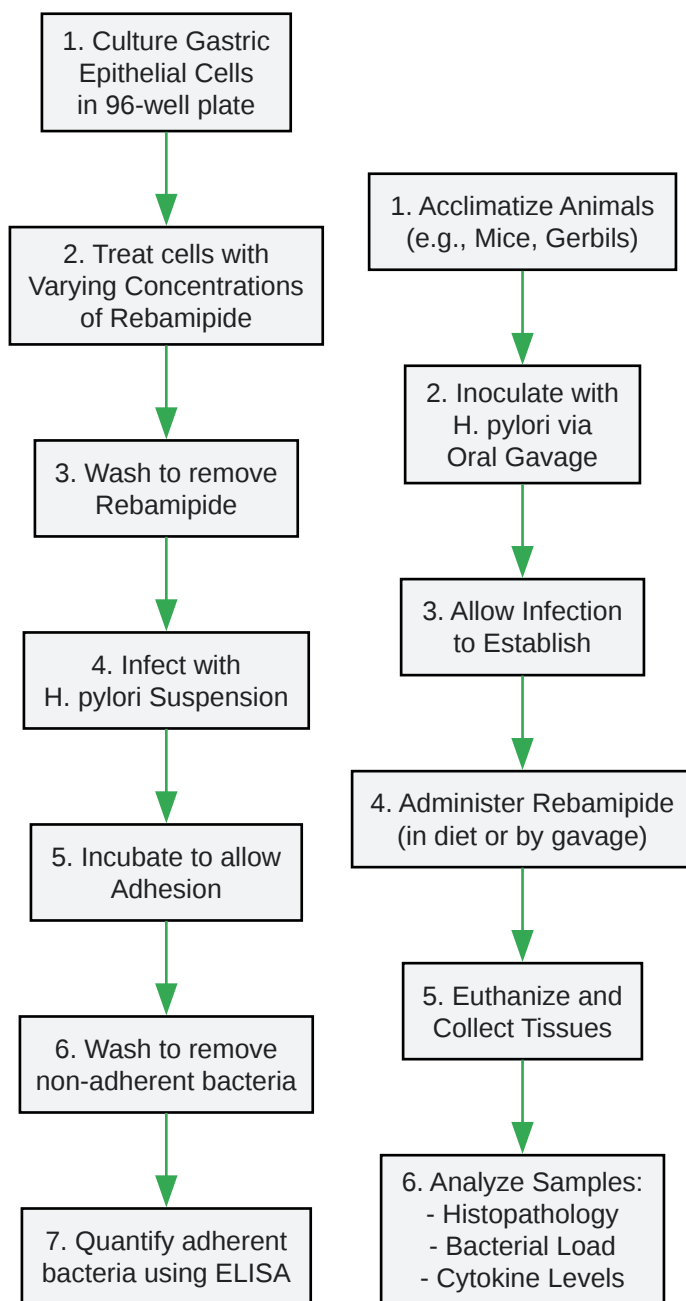 1. Culture Gastric
Epithelial Cells
in 96-well plate
2. Treat cells with
Varying Concentrations
of Rebamipide
3. Wash to remove
Rebamipide
4. Infect with
H. pylori Suspension
5. Incubate to allow
Adhesion
6. Wash to remove
non-adherent bacteria
7. Quantify adherent
bacteria using ELISA
1. Acclimatize Animals
(e.g., Mice, Gerbils)
2. Inoculate with
H. pylori via
Oral Gavage
3. Allow Infection
to Establish
4. Administer Rebamipide
(in diet or by gavage)
5. Euthanize and
Collect Tissues
6. Analyze Samples:
- Histopathology
- Bacterial Load
- Cytokine Levels